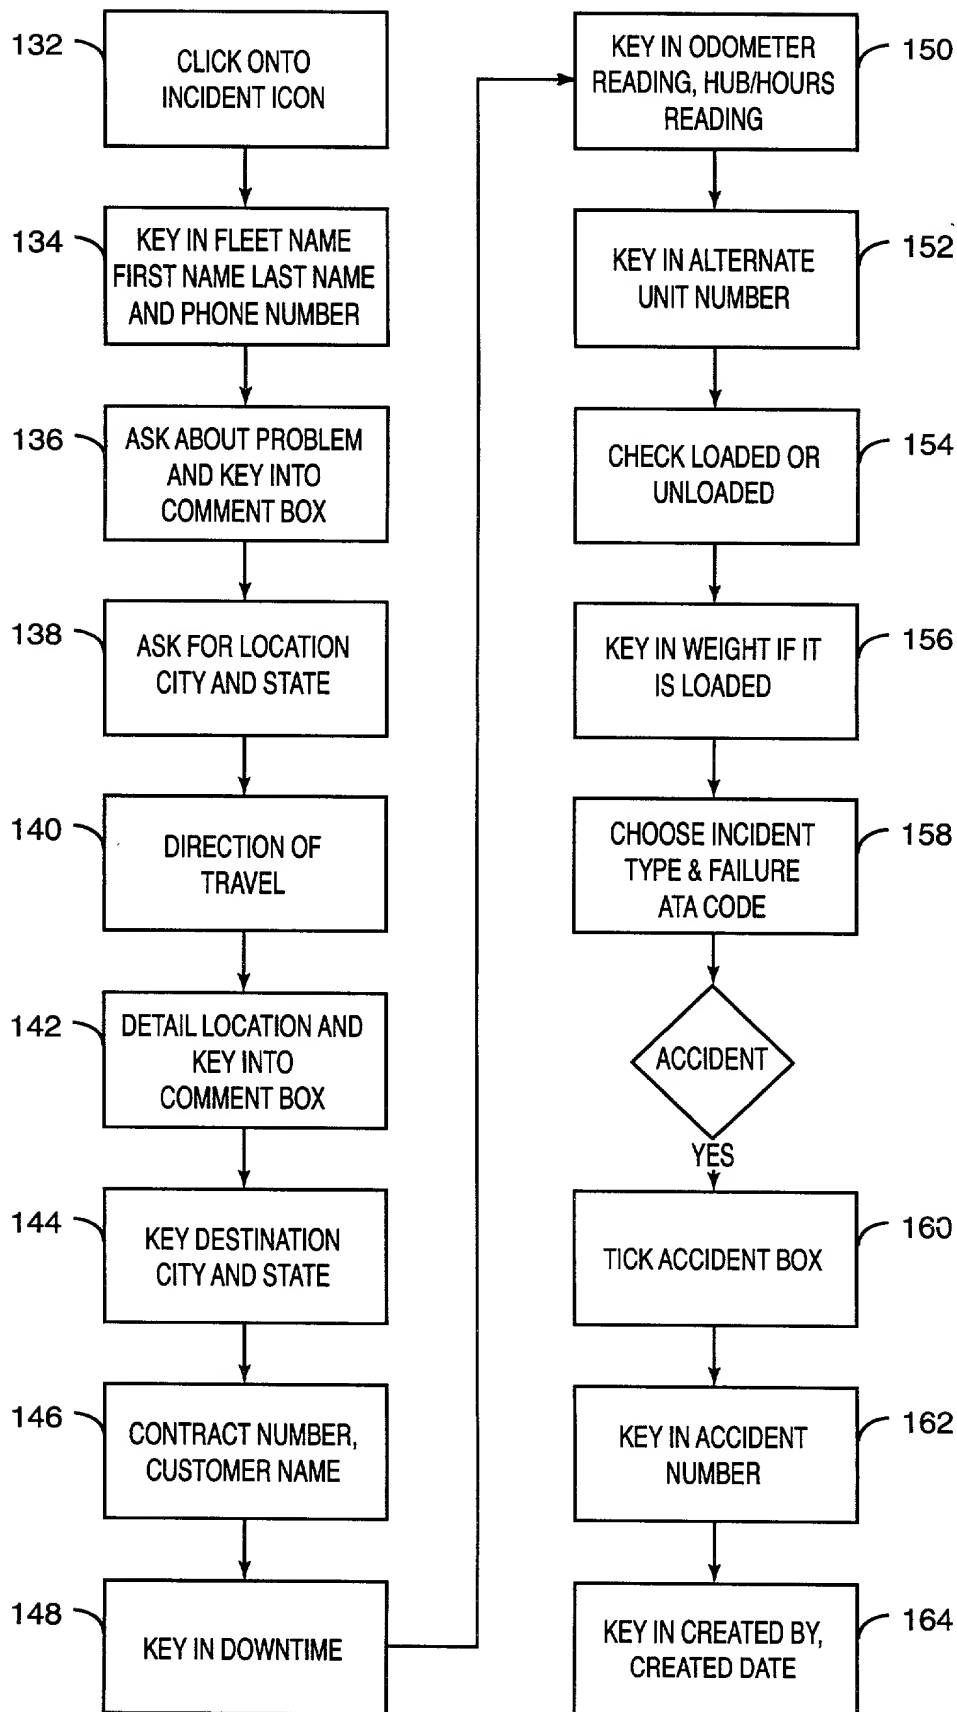 132
CLICK ONTO
INCIDENT ICON
134
KEY IN FLEET NAME
FIRST NAME LAST NAME
AND PHONE NUMBER
136
ASK ABOUT PROBLEM
AND KEY INTO
COMMENT BOX
138
ASK FOR LOCATION
CITY AND STATE
140
DIRECTION OF
TRAVEL
142
DETAIL LOCATION AND
KEY INTO
COMMENT BOX
144
KEY DESTINATION
CITY AND STATE
146
CONTRACT NUMBER,
CUSTOMER NAME
148
KEY IN DOWNTIME
150
KEY IN ODOMETER
READING, HUB/HOURS
READING
152
KEY IN ALTERNATE
UNIT NUMBER
154
CHECK LOADED OR
UNLOADED
156
KEY IN WEIGHT IF IT
IS LOADED
158
CHOOSE INCIDENT
TYPE & FAILURE
ATA CODE
ACCIDENT
YES
160
TICK ACCIDENT BOX
162
KEY IN ACCIDENT
NUMBER
164
KEY IN CREATED BY,
CREATED DATE